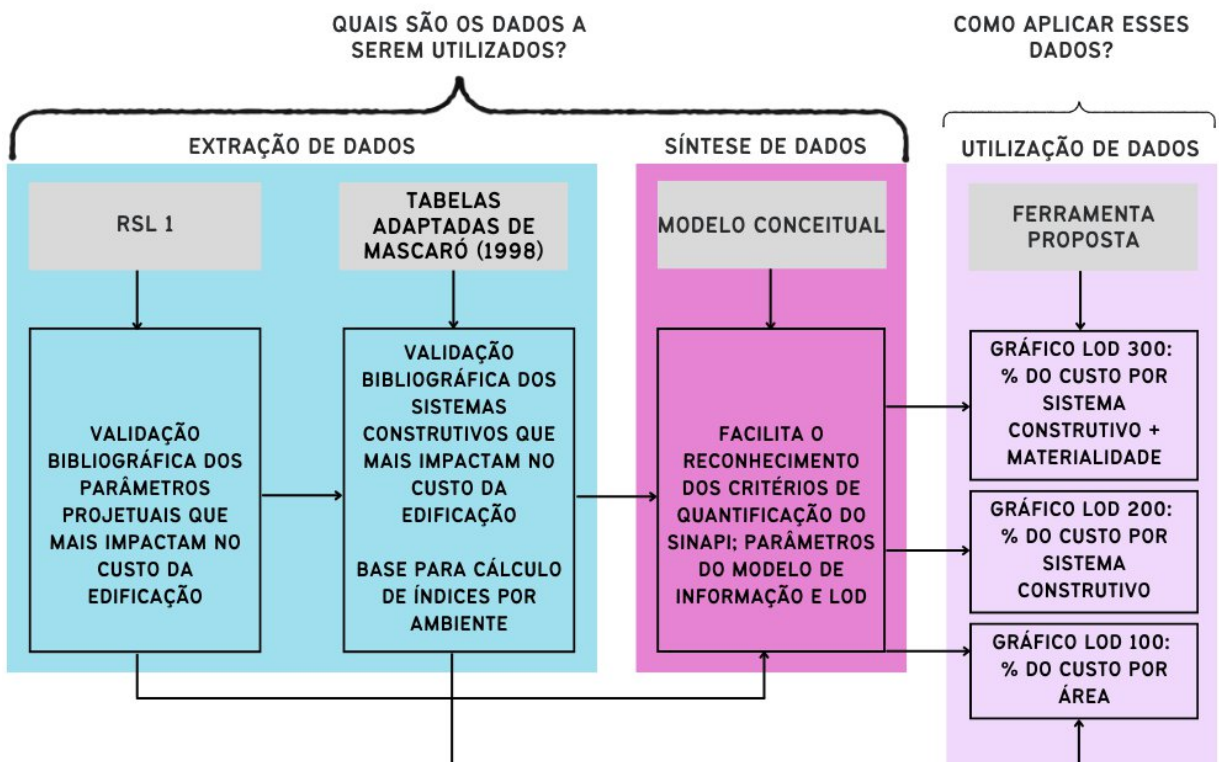 QUAIS SÃO OS DADOS A
SEREM UTILIZADOS?
COMO APLICAR ESSES
DADOS?
EXTRAÇÃO DE DADOS
SÍNTESE DE DADOS
UTILIZAÇÃO DE DADOS
RSL 1
TABELAS
ADAPTADAS DE
MASCARÓ (1998)
MODELO CONCEITUAL
FERRAMENTA
PROPOSTA
VALIDAÇÃO
BIBLIOGRÁFICA DOS
PARÂMETROS
PROJETUAIS QUE
MAIS IMPACTAM NO
CUSTO DA
EDIFICAÇÃO
VALIDAÇÃO
BIBLIOGRÁFICA DOS
SISTEMAS
CONSTRUTIVOS QUE
MAIS IMPACTAM NO
CUSTO DA
EDIFICAÇÃO
BASE PARA CÁLCULO
DE ÍNDICES POR
AMBIENTE
FACILITA O
RECONHECIMENTO
DOS CRITÉRIOS DE
QUANTIFICAÇÃO DO
SINAPI; PARÂMETROS
DO MODELO DE
INFORMAÇÃO E LOD
GRÁFICO LOD 300:
% DO CUSTO POR
SISTEMA
CONSTRUTIVO +
MATERIALIDADE
GRÁFICO LOD 200:
% DO CUSTO POR
SISTEMA
CONSTRUTIVO
GRÁFICO LOD 100:
% DO CUSTO POR
ÁREA